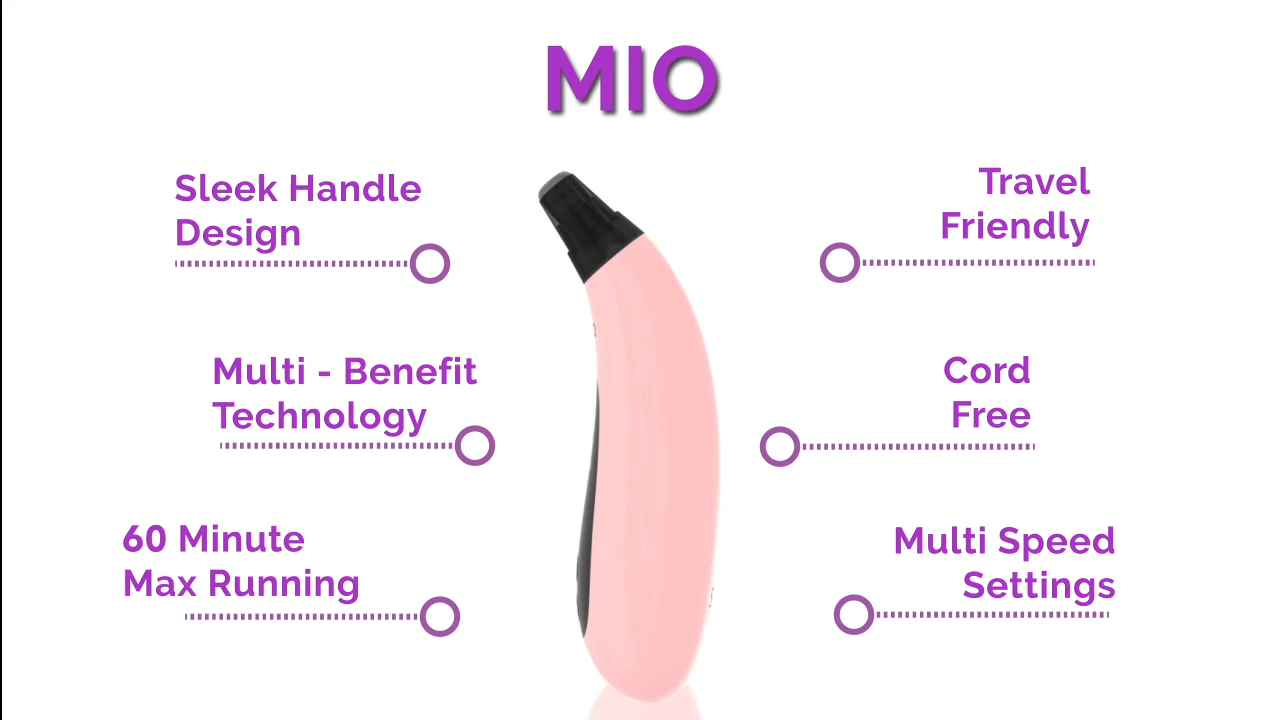 MIO
Sleek Handle
Design
Travel
Friendly
Multi - Benefit
Technology
Cord
Free
60 Minute
Max Running
Multi Speed
Settings